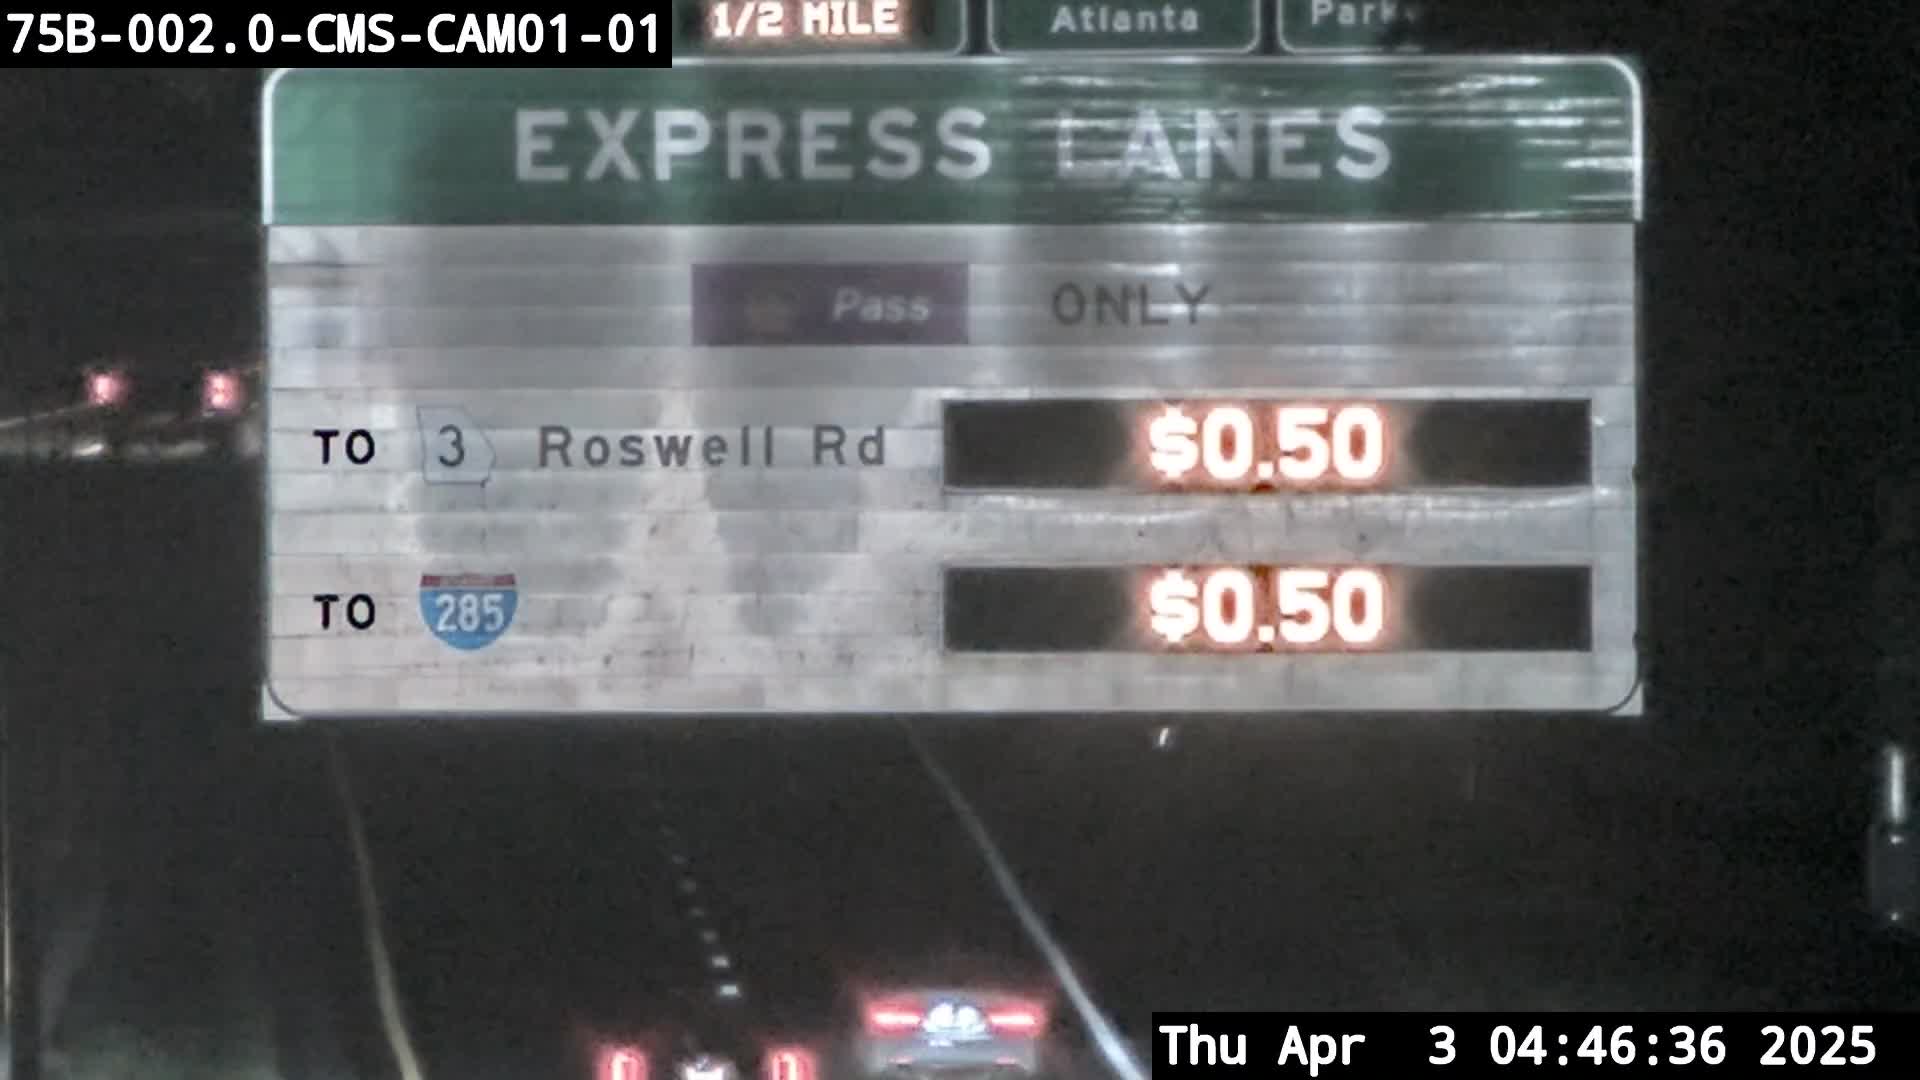 75B-002.0-CMS-CAM01-01
1/2 MILE
Atlanta
EXPRESS LANES
Pass ONLY
TO 3 Roswell Rd $0.50
TO 285 $0.50
Thu Apr 3 04:46:36 2025